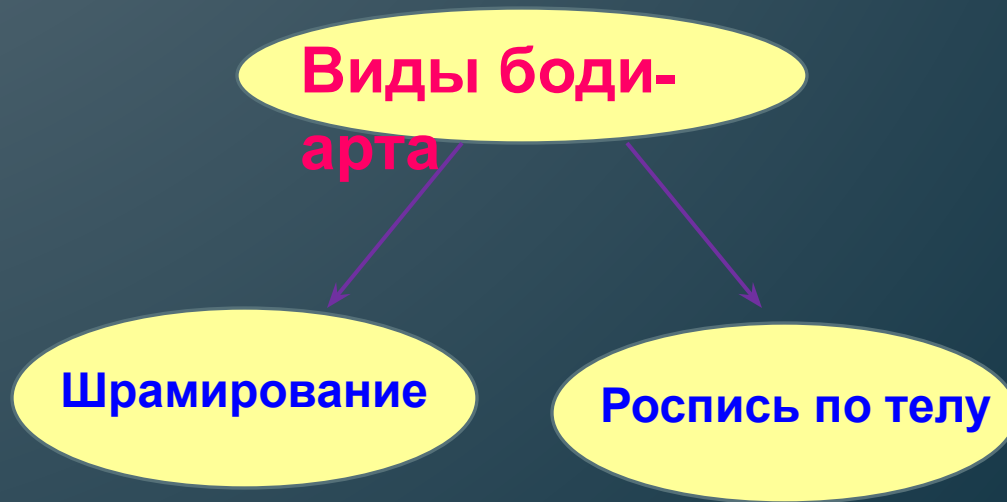 Виды боди-
арта
Шрамирование
Роспись по телу